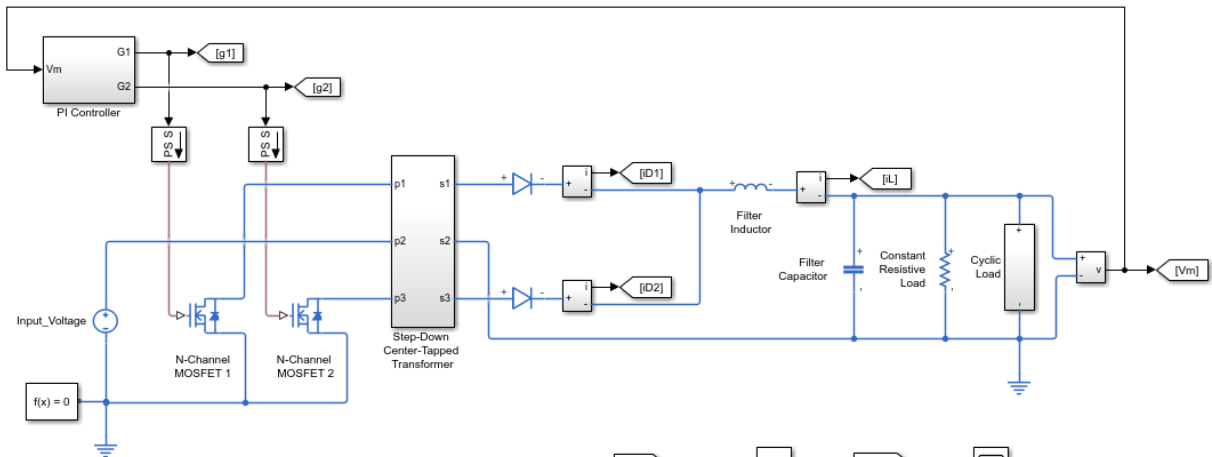 G1
[g1]
Vm
G2
[g2]
PI Controller
PS S
PS S
p1
s1
+
-
+
i
-
[iD1]
+
-
+
i
-
[iL]
Filter
Inductor
p2
s2
+
Filter
Capacitor
-
+
Constant
Resistive
Load
-
+
Cyclic
Load
-
+
-
v
[Vm]
p3
s3
+
-
+
i
-
[iD2]
Input_Voltage
+
-
N-Channel
MOSFET 1
N-Channel
MOSFET 2
Step-Down
Center-Tapped
Transformer
f(x) = 0